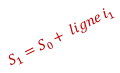 S₁ = S₀ + ligne i₁